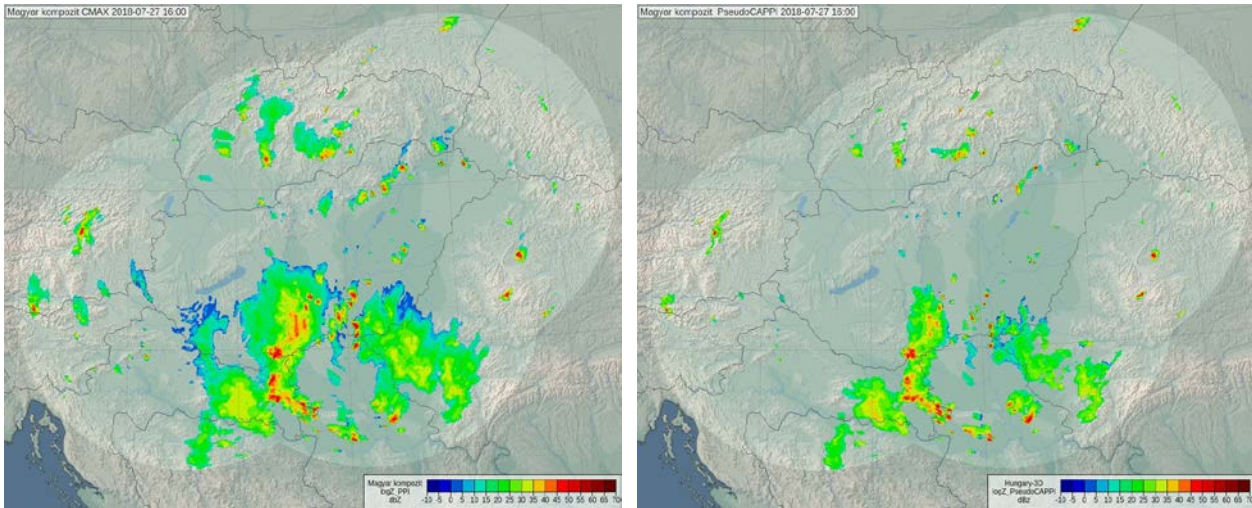 Magyar kompozit CMAX 2018-07-27 16:00
Magyar kompozit
logZ_PPI
dbZ
-10 -5 0 5 10 15 20 25 30 35 40 45 50 55 60 65 70
Magyar kompozit PseudoCAPPI 2018-07-27 16:00
Hungary-3D
logZ_PseudoCAPPI
dBz
-10 -5 0 5 10 15 20 25 30 35 40 45 50 55 60 65 70